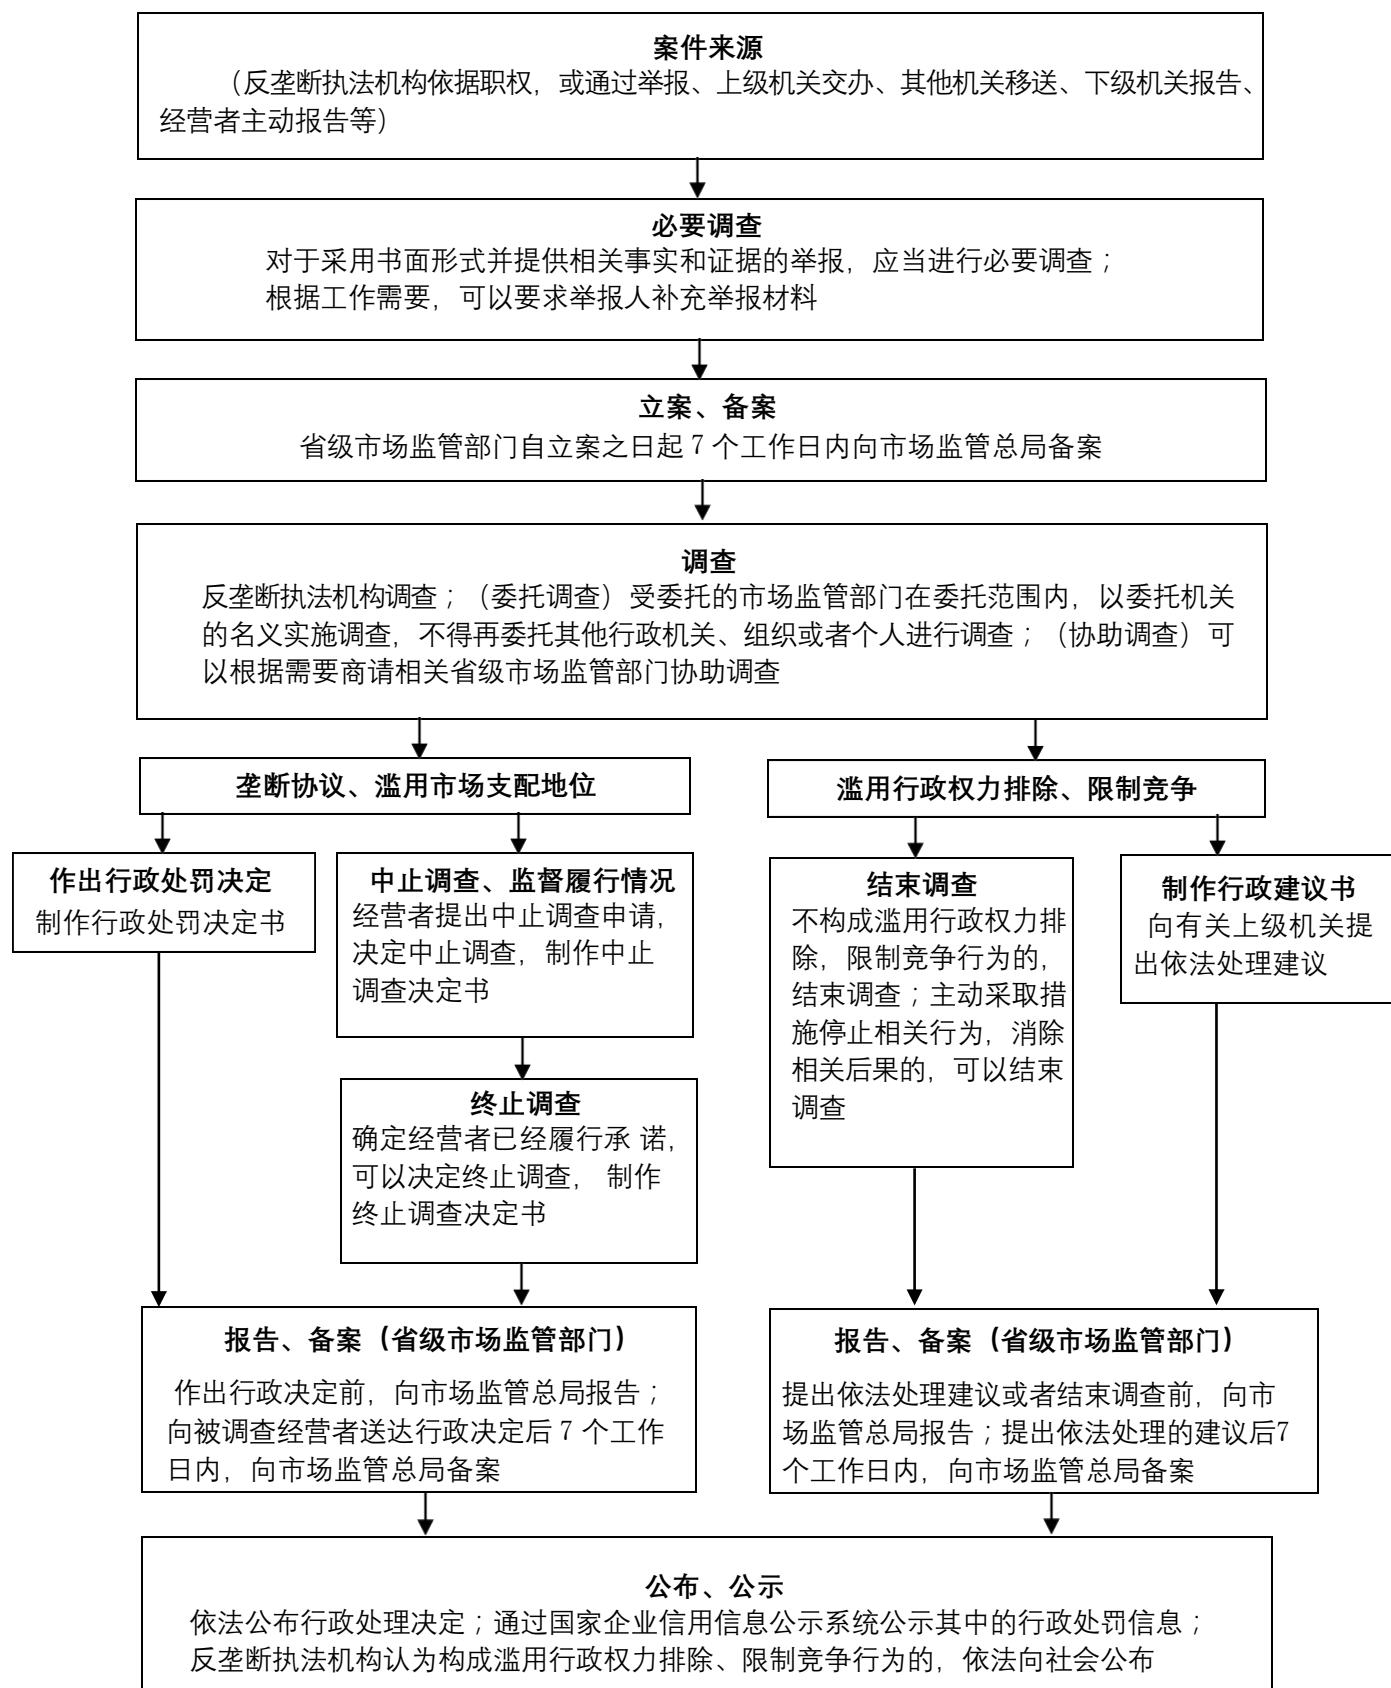 案件来源
（反垄断执法机构依据职权，或通过举报、上级机关交办、其他机关移送、下级机关报告、
经营者主动报告等）
必要调查
对于采用书面形式并提供相关事实和证据的举报，应当进行必要调查；
根据工作需要，可以要求举报人补充举报材料
立案、备案
省级市场监管部门自立案之日起 7 个工作日内向市场监管总局备案
调查
反垄断执法机构调查；（委托调查）受委托的市场监管部门在委托范围内，以委托机关
的名义实施调查，不得再委托其他行政机关、组织或者个人进行调查；（协助调查）可
以根据需要商请相关省级市场监管部门协助调查
垄断协议、滥用市场支配地位
滥用行政权力排除、限制竞争
作出行政处罚决定
制作行政处罚决定书
中止调查、监督履行情况
经营者提出中止调查申请，
决定中止调查，制作中止
调查决定书
结束调查
不构成滥用行政权力排
除，限制竞争行为的，
结束调查；主动采取措
施停止相关行为，消除
相关后果的，可以结束
调查
制作行政建议书
向有关上级机关提
出依法处理建议
终止调查
确定经营者已经履行承 诺，
可以决定终止调查， 制作
终止调查决定书
报告、备案（省级市场监管部门）
作出行政决定前，向市场监管总局报告；
向被调查经营者送达行政决定后 7 个工作
日内，向市场监管总局备案
报告、备案（省级市场监管部门）
提出依法处理建议或者结束调查前，向市
场监管总局报告；提出依法处理的建议后7
个工作日内，向市场监管总局备案
公布、公示
依法公布行政处理决定；通过国家企业信用信息公示系统公示其中的行政处罚信息；
反垄断执法机构认为构成滥用行政权力排除、限制竞争行为的，依法向社会公布